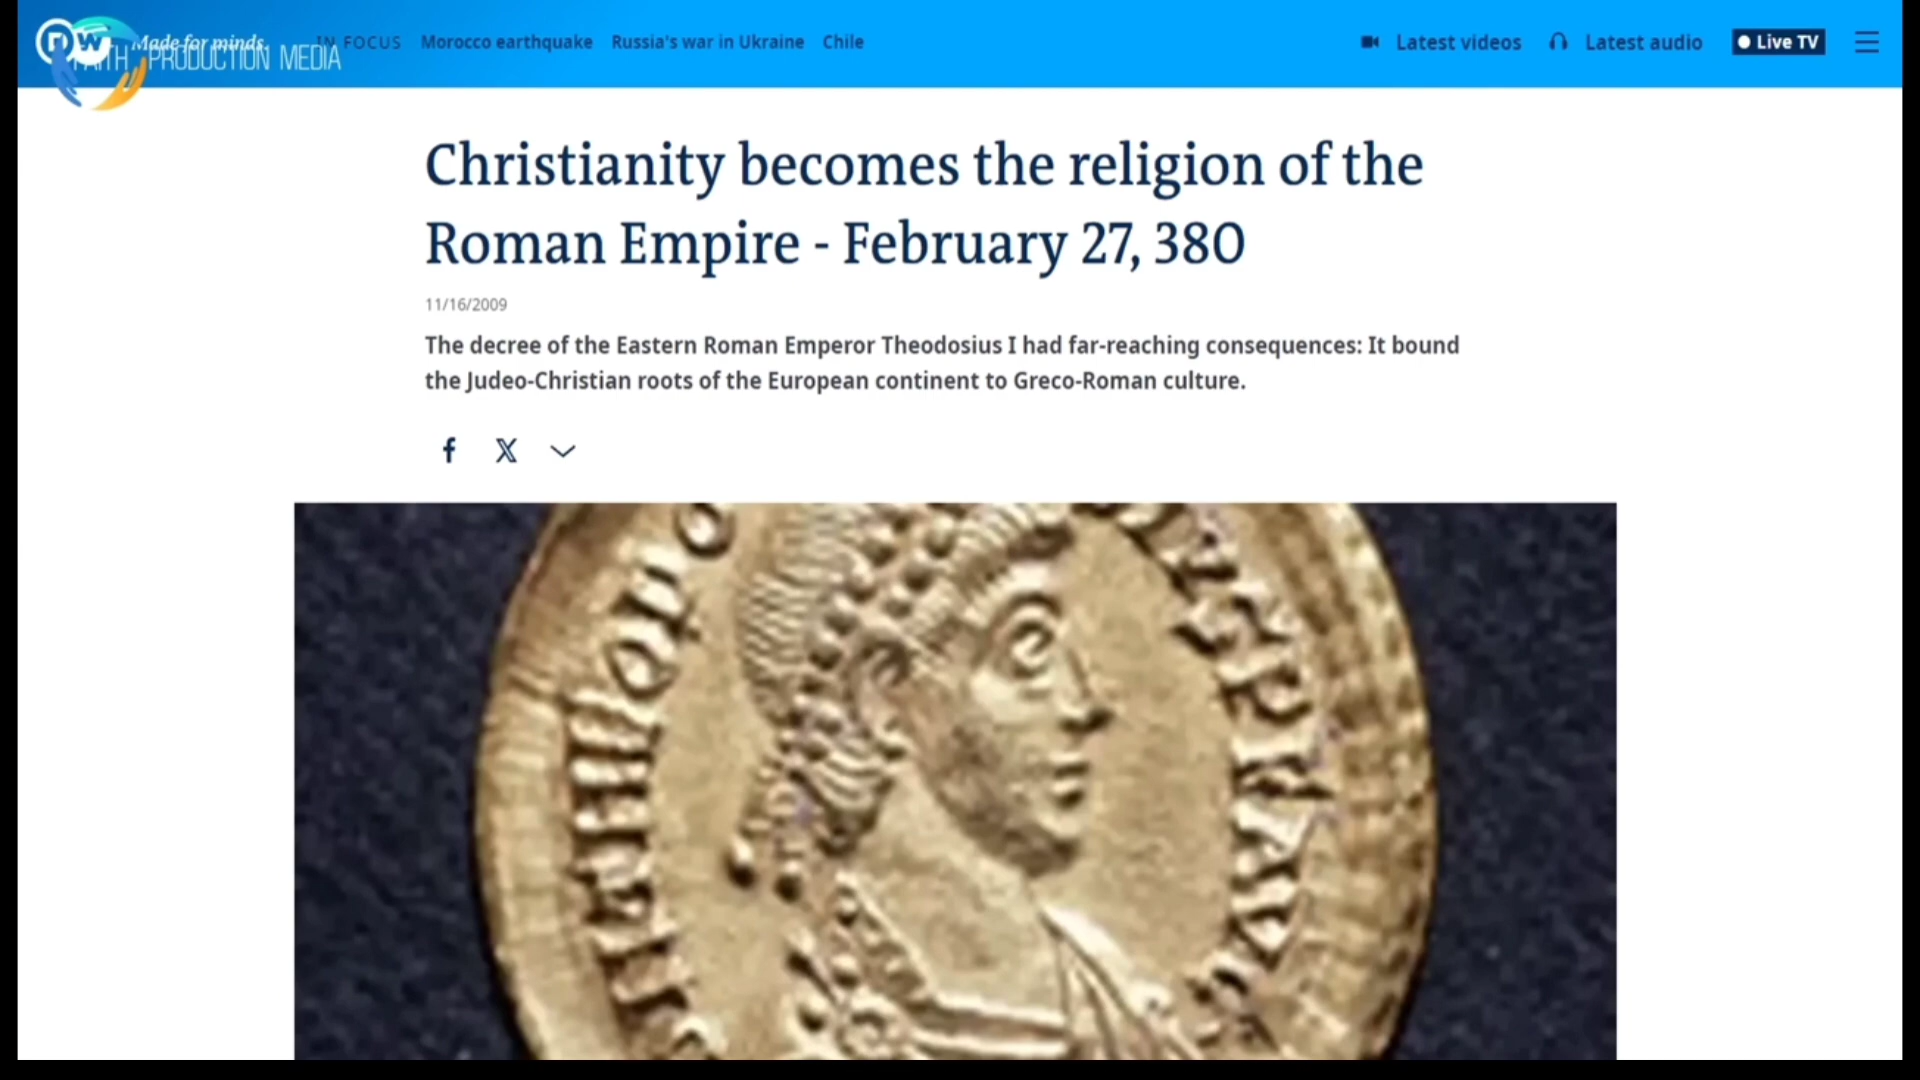 DW Made for minds. IN FOCUS Morocco earthquake Russia's war in Ukraine Chile Latest videos Latest audio Live TV
FAITH PRODUCTION MEDIA
Christianity becomes the religion of the
Roman Empire - February 27, 380
11/16/2009
The decree of the Eastern Roman Emperor Theodosius I had far-reaching consequences: It bound
the Judeo-Christian roots of the European continent to Greco-Roman culture.